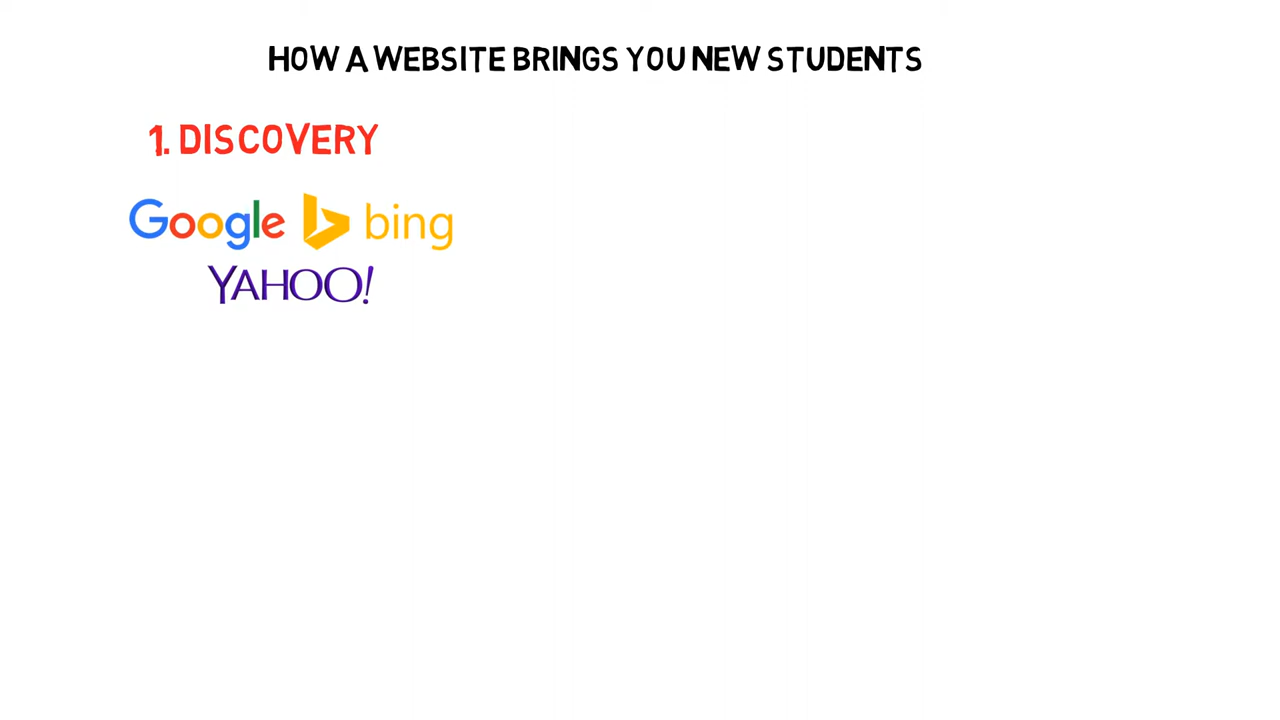 HOW A WEBSITE BRINGS YOU NEW STUDENTS
1. DISCOVERY
Google bing
YAHOO!